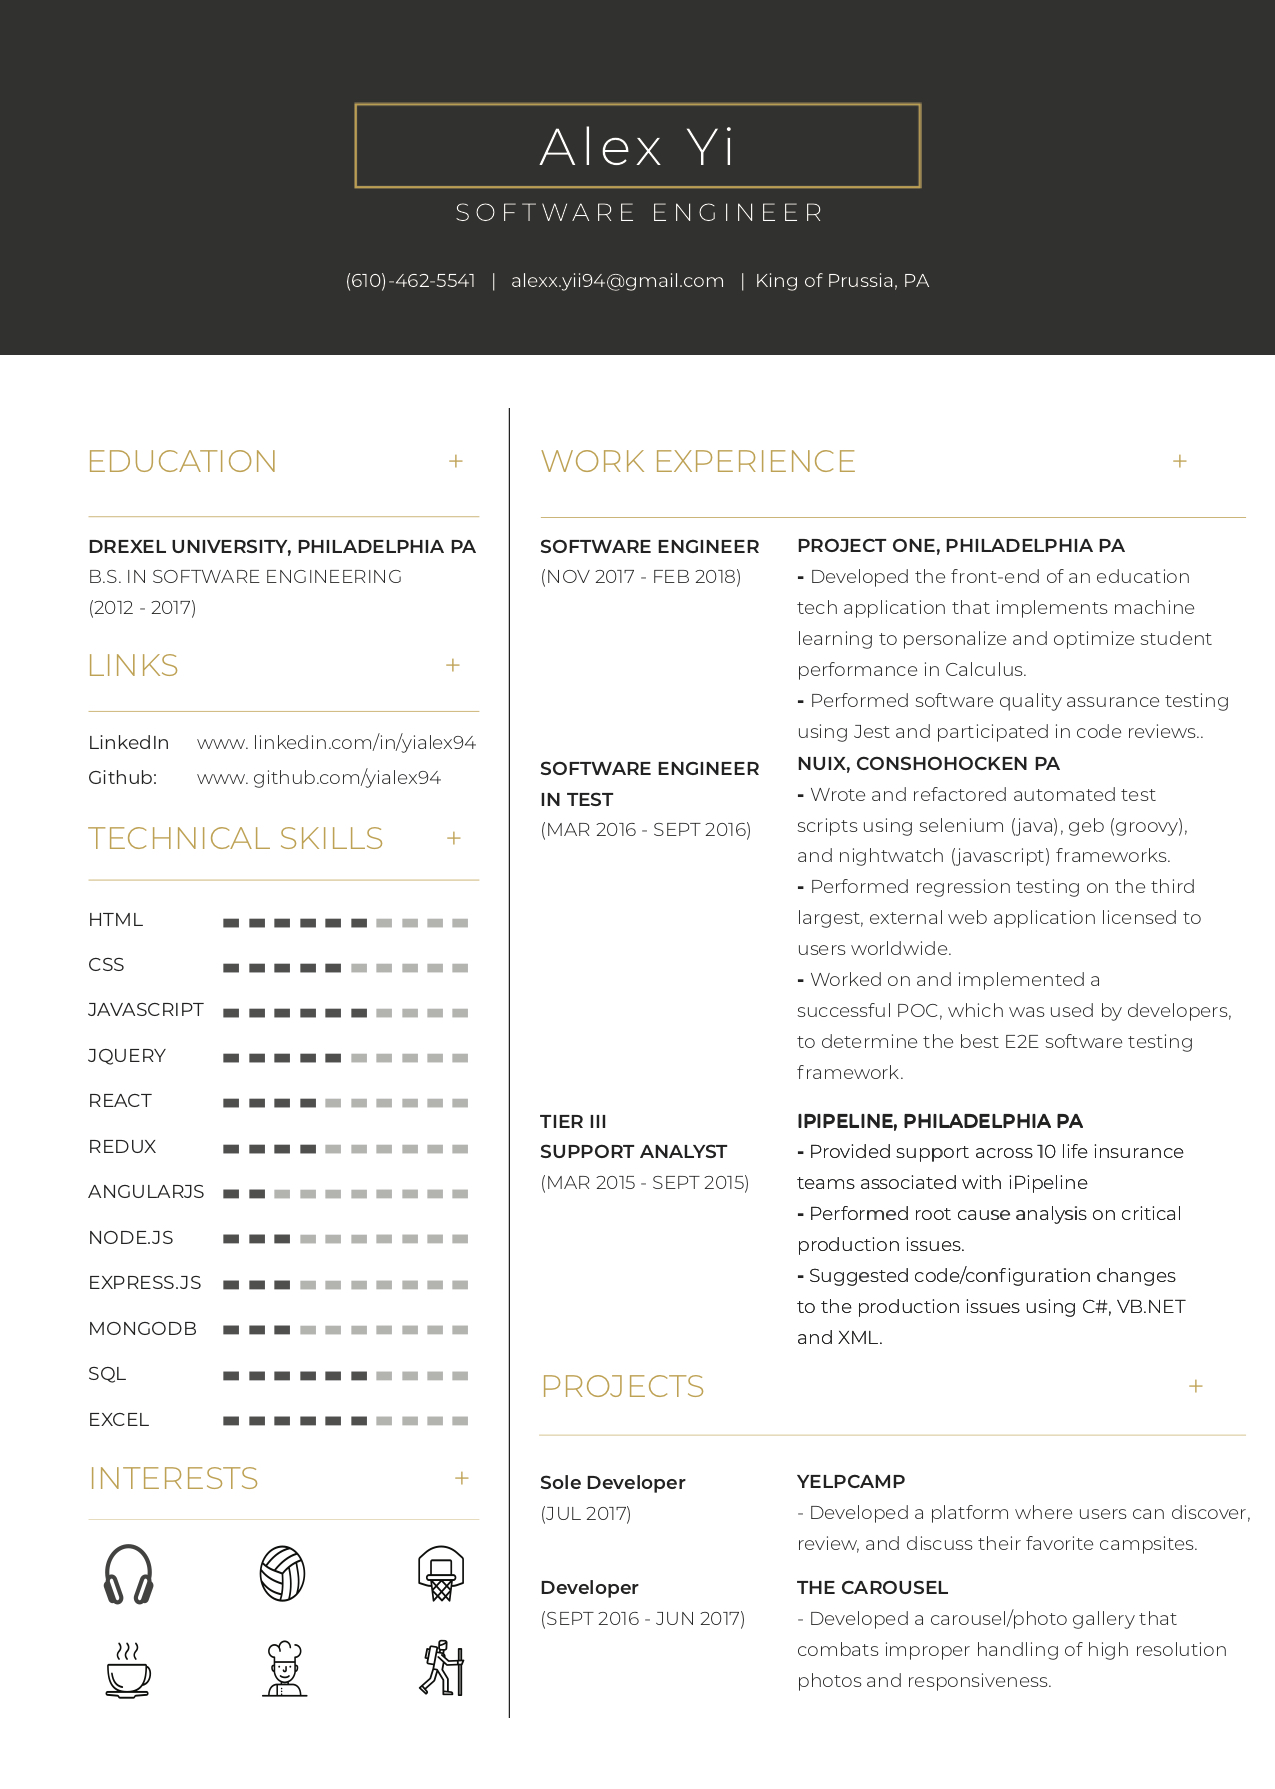 Alex Yi
SOFTWARE ENGINEER
(610)-462-5541 | alexx.yii94@gmail.com | King of Prussia, PA
EDUCATION +
DREXEL UNIVERSITY, PHILADELPHIA PA
B.S. IN SOFTWARE ENGINEERING
(2012 - 2017)
LINKS +
LinkedIn www. linkedin.com/in/yialex94
Github: www. github.com/yialex94
TECHNICAL SKILLS +
HTML
CSS
JAVASCRIPT
JQUERY
REACT
REDUX
ANGULARJS
NODE.JS
EXPRESS.JS
MONGODB
SQL
EXCEL
INTERESTS +
WORK EXPERIENCE +
SOFTWARE ENGINEER
(NOV 2017 - FEB 2018)
PROJECT ONE, PHILADELPHIA PA
- Developed the front-end of an education
tech application that implements machine
learning to personalize and optimize student
performance in Calculus.
- Performed software quality assurance testing
using Jest and participated in code reviews..
SOFTWARE ENGINEER
IN TEST
(MAR 2016 - SEPT 2016)
NUIX, CONSHOHOCKEN PA
- Wrote and refactored automated test
scripts using selenium (java), geb (groovy),
and nightwatch (javascript) frameworks.
- Performed regression testing on the third
largest, external web application licensed to
users worldwide.
- Worked on and implemented a
successful POC, which was used by developers,
to determine the best E2E software testing
framework.
TIER III
SUPPORT ANALYST
(MAR 2015 - SEPT 2015)
IPIPELINE, PHILADELPHIA PA
- Provided support across 10 life insurance
teams associated with iPipeline
- Performed root cause analysis on critical
production issues.
- Suggested code/configuration changes
to the production issues using C#, VB.NET
and XML.
PROJECTS +
Sole Developer
(JUL 2017)
YELPCAMP
- Developed a platform where users can discover,
review, and discuss their favorite campsites.
Developer
(SEPT 2016 - JUN 2017)
THE CAROUSEL
- Developed a carousel/photo gallery that
combats improper handling of high resolution
photos and responsiveness.